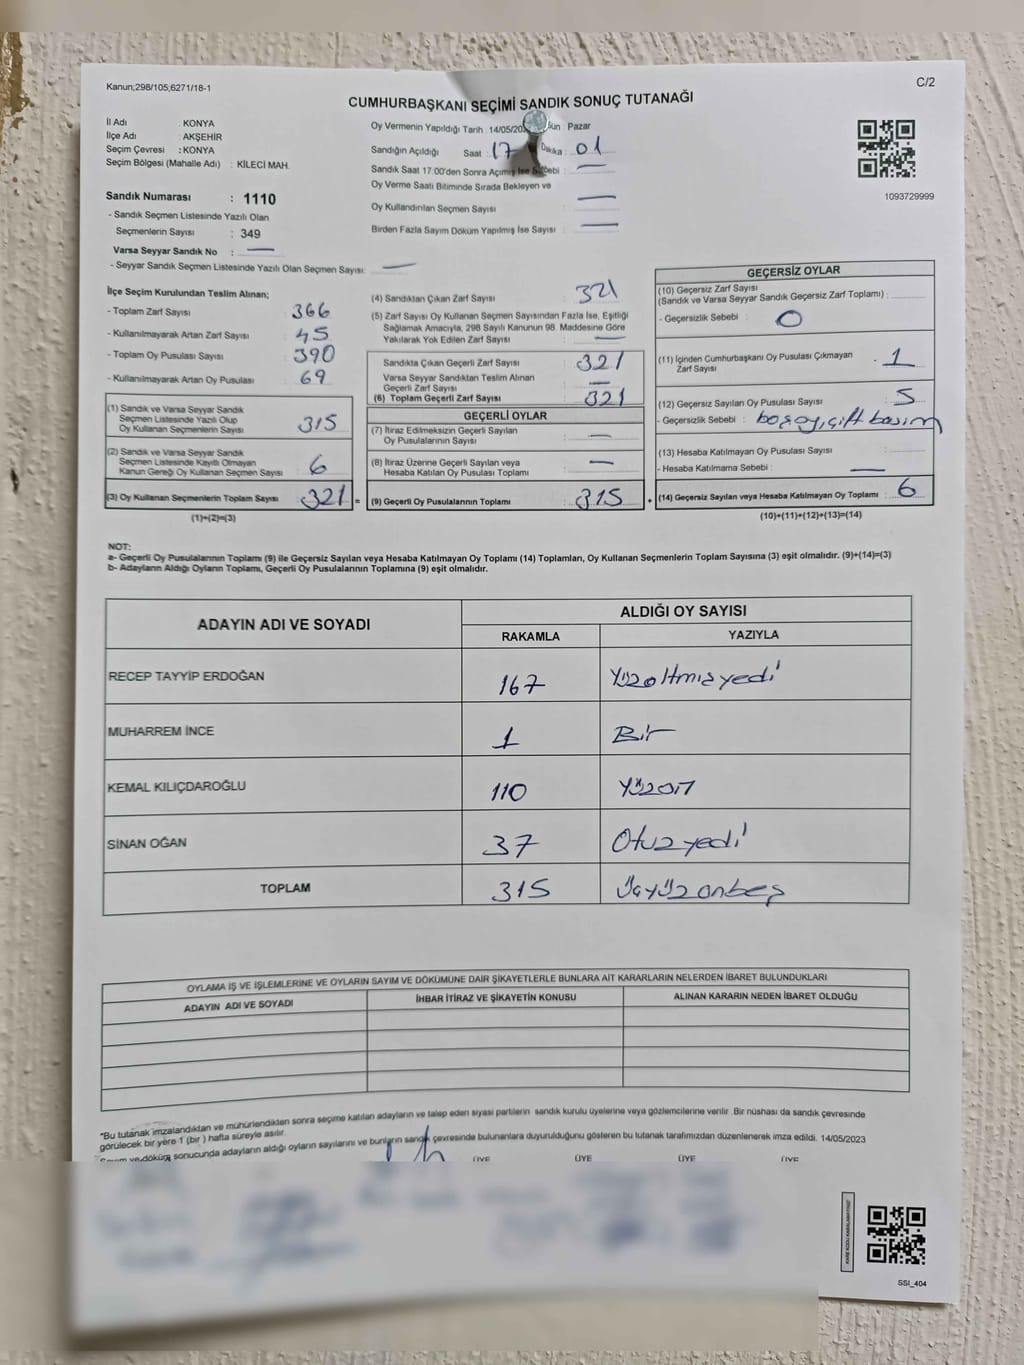 Kanun;298/105;6271/18-1
C/2
CUMHURBAŞKANI SEÇİMİ SANDIK SONUÇ TUTANAĞI
İl Adı : KONYA
İlçe Adı : AKŞEHİR
Seçim Çevresi : KONYA
Seçim Bölgesi (Mahalle Adı) : KİLECİ MAH.
Sandık Numarası : 1110
- Sandık Seçmen Listesinde Yazılı Olan
Seçmenlerin Sayısı : 349
Varsa Seyyar Sandık No : —
- Seyyar Sandık Seçmen Listesinde Yazılı Olan Seçmen Sayısı: —
Oy Vermenin Yapıldığı Tarih : 14/05/20 Pazar
Sandığın Açıldığı Saat : 17 Dakika : 01
Sandık Saat 17:00'den Sonra Açılmış İse Sebebi : —
Oy Verme Saati Bitiminde Sırada Bekleyen ve
Oy Kullandırılan Seçmen Sayısı : —
Birden Fazla Sayım Döküm Yapılmış İse Sayısı : —
1093729999
İlçe Seçim Kurulundan Teslim Alınan;
- Toplam Zarf Sayısı : 366
- Kullanılmayarak Artan Zarf Sayısı : 45
- Toplam Oy Pusulası Sayısı : 390
- Kullanılmayarak Artan Oy Pusulası : 69
(1) Sandık ve Varsa Seyyar Sandık
Seçmen Listesinde Yazılı Olup
Oy Kullanan Seçmenlerin Sayısı : 315
(2) Sandık ve Varsa Seyyar Sandık
Seçmen Listesinde Kayıtlı Olmayan
Kanun Gereği Oy Kullanan Seçmen Sayısı : 6
(3) Oy Kullanan Seçmenlerin Toplam Sayısı : 321 =
(1)+(2)=(3)
(4) Sandıktan Çıkan Zarf Sayısı : 321
(5) Zarf Sayısı Oy Kullanan Seçmen Sayısından Fazla İse, Eşitliği
Sağlamak Amacıyla, 298 Sayılı Kanunun 98. Maddesine Göre
Yakılarak Yok Edilen Zarf Sayısı : —
Sandıkta Çıkan Geçerli Zarf Sayısı : 321
Varsa Seyyar Sandıktan Teslim Alınan
Geçerli Zarf Sayısı : —
(6) Toplam Geçerli Zarf Sayısı : 321
GEÇERLİ OYLAR
(7) İtiraz Edilmeksizin Geçerli Sayılan
Oy Pusulalarının Sayısı : —
(8) İtiraz Üzerine Geçerli Sayılan veya
Hesaba Katılan Oy Pusulası Toplamı : —
(9) Geçerli Oy Pusulalarının Toplamı : 315 +
GEÇERSİZ OYLAR
(10) Geçersiz Zarf Sayısı
(Sandık ve Varsa Seyyar Sandık Geçersiz Zarf Toplamı) :
- Geçersizlik Sebebi : 0
(11) İçinden Cumhurbaşkanı Oy Pusulası Çıkmayan
Zarf Sayısı : 1
(12) Geçersiz Sayılan Oy Pusulası Sayısı : 5
- Geçersizlik Sebebi : boş oy, çift basım
(13) Hesaba Katılmayan Oy Pusulası Sayısı :
- Hesaba Katılmama Sebebi : —
(14) Geçersiz Sayılan veya Hesaba Katılmayan Oy Toplamı : 6
(10)+(11)+(12)+(13)=(14)
NOT:
a- Geçerli Oy Pusulalarının Toplamı (9) ile Geçersiz Sayılan veya Hesaba Katılmayan Oy Toplamı (14) Toplamları, Oy Kullanan Seçmenlerin Toplam Sayısına (3) eşit olmalıdır. (9)+(14)=(3)
b- Adayların Aldığı Oyların Toplamı, Geçerli Oy Pusulalarının Toplamına (9) eşit olmalıdır.
ADAYIN ADI VE SOYADI
ALDIĞI OY SAYISI
RAKAMLA YAZIYLA
RECEP TAYYİP ERDOĞAN 167 Yüzaltmışyedi
MUHARREM İNCE 1 Bir
KEMAL KILIÇDAROĞLU 110 Yüzon
SİNAN OĞAN 37 Otuzyedi
TOPLAM 315 Üçyüzonbeş
OYLAMA İŞ VE İŞLEMLERİNE VE OYLARIN SAYIM VE DÖKÜMÜNE DAİR ŞİKAYETLERLE BUNLARA AİT KARARLARIN NELERDEN İBARET BULUNDUKLARI
ADAYIN ADI VE SOYADI İHBAR İTİRAZ VE ŞİKAYETİN KONUSU ALINAN KARARIN NEDEN İBARET OLDUĞU
*Bu tutanak imzalandıktan ve mühürlendikten sonra seçime katılan adayların ve talep eden siyasi partilerin sandık kurulu üyelerine veya gözlemcilerine verilir .Bir nüshası da sandık çevresinde
görülecek bir yere 1 (bir ) hafta süreyle asılır.
Sayım ve döküm sonucunda adayların aldığı oyların sayılarını ve bunların sandık çevresinde bulunanlara duyurulduğunu gösteren bu tutanak tarafımızdan düzenlenerek imza edildi. 14/05/2023
ÜYE ÜYE ÜYE ÜYE
SSI_404